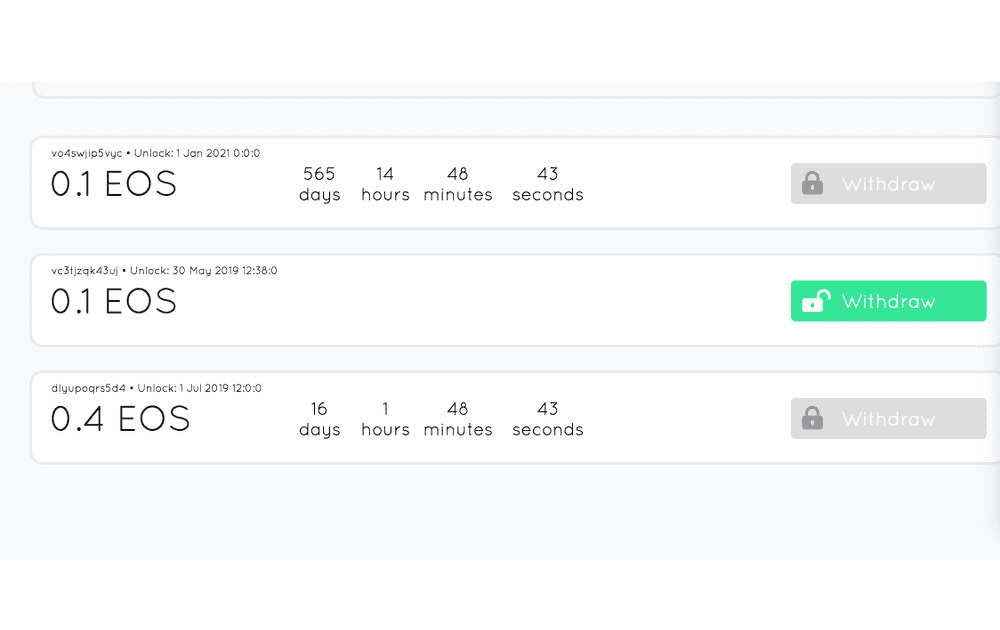 vo4swjip5vyc • Unlock: 1 Jan 2021 0:0:0
0.1 EOS
565 14 48 43
days hours minutes seconds
Withdraw
vc3tjzqk43uj • Unlock: 30 May 2019 12:38:0
0.1 EOS
Withdraw
dlyupoqrs5d4 • Unlock: 1 Jul 2019 12:0:0
0.4 EOS
16 1 48 43
days hours minutes seconds
Withdraw